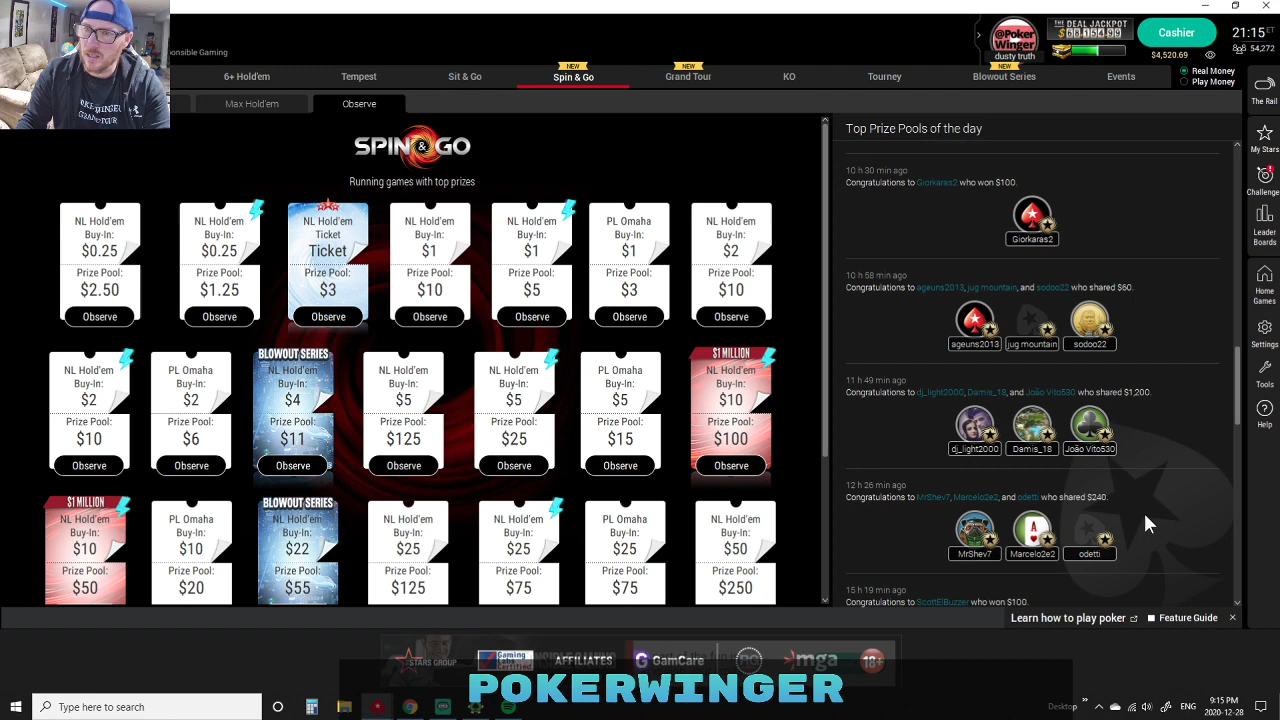 ponsible Gaming
@Poker
Winger
dusty truth
THE DEAL JACKPOT
Cashier
$4,520.69
21:15 ET
54,272
6+ Hold'em
Tempest
Sit & Go
NEW
Spin & Go
NEW
Grand Tour
KO
Tourney
NEW
Blowout Series
Events
Real Money
Play Money
Max Hold'em
Observe
The Rail
My Stars
Challenge
Leader
Boards
Home
Games
Settings
Tools
Help
SPIN&GO
Running games with top prizes
NL Hold'em
Buy-In:
$0.25
Prize Pool:
$2.50
Observe
NL Hold'em
Buy-In:
$0.25
Prize Pool:
$1.25
Observe
NL Hold'em
Ticket
Ticket
Prize Pool:
$3
Observe
NL Hold'em
Buy-In:
$1
Prize Pool:
$10
Observe
NL Hold'em
Buy-In:
$1
Prize Pool:
$5
Observe
PL Omaha
Buy-In:
$1
Prize Pool:
$3
Observe
NL Hold'em
Buy-In:
$2
Prize Pool:
$10
Observe
NL Hold'em
Buy-In:
$2
Prize Pool:
$10
Observe
PL Omaha
Buy-In:
$2
Prize Pool:
$6
Observe
BLOWOUT SERIES
NL Hold'em
Buy-In:
$4
Prize Pool:
$11
Observe
NL Hold'em
Buy-In:
$5
Prize Pool:
$125
Observe
NL Hold'em
Buy-In:
$5
Prize Pool:
$25
Observe
PL Omaha
Buy-In:
$5
Prize Pool:
$15
Observe
$1 MILLION
NL Hold'em
Buy-In:
$10
Prize Pool:
$100
Observe
$1 MILLION
NL Hold'em
Buy-In:
$10
Prize Pool:
$50
PL Omaha
Buy-In:
$10
Prize Pool:
$20
BLOWOUT SERIES
NL Hold'em
Buy-In:
$22
Prize Pool:
$55
NL Hold'em
Buy-In:
$25
Prize Pool:
$125
NL Hold'em
Buy-In:
$25
Prize Pool:
$75
PL Omaha
Buy-In:
$25
Prize Pool:
$75
NL Hold'em
Buy-In:
$50
Prize Pool:
$250
Top Prize Pools of the day
10 h 30 min ago
Congratulations to Giorkaras2 who won $100.
Giorkaras2
10 h 58 min ago
Congratulations to ageuns2013, jug mountain, and sodoo22 who shared $60.
ageuns2013 jug mountain sodoo22
11 h 49 min ago
Congratulations to dj_light2000, Damis_18, and João Vito530 who shared $1,200.
dj_light2000 Damis_18 João Vito530
12 h 26 min ago
Congratulations to MrShev7, Marcelo2e2, and odetti who shared $240.
MrShev7 Marcelo2e2 odetti
15 h 19 min ago
Congratulations to ScottElBuzzer who won $100.
Learn how to play poker
Feature Guide
STARS GROUP
AFFILIATES
GamCare
mga
18+
POKERWINGER
Type here to search
Desktop
9:15 PM
2020-12-28